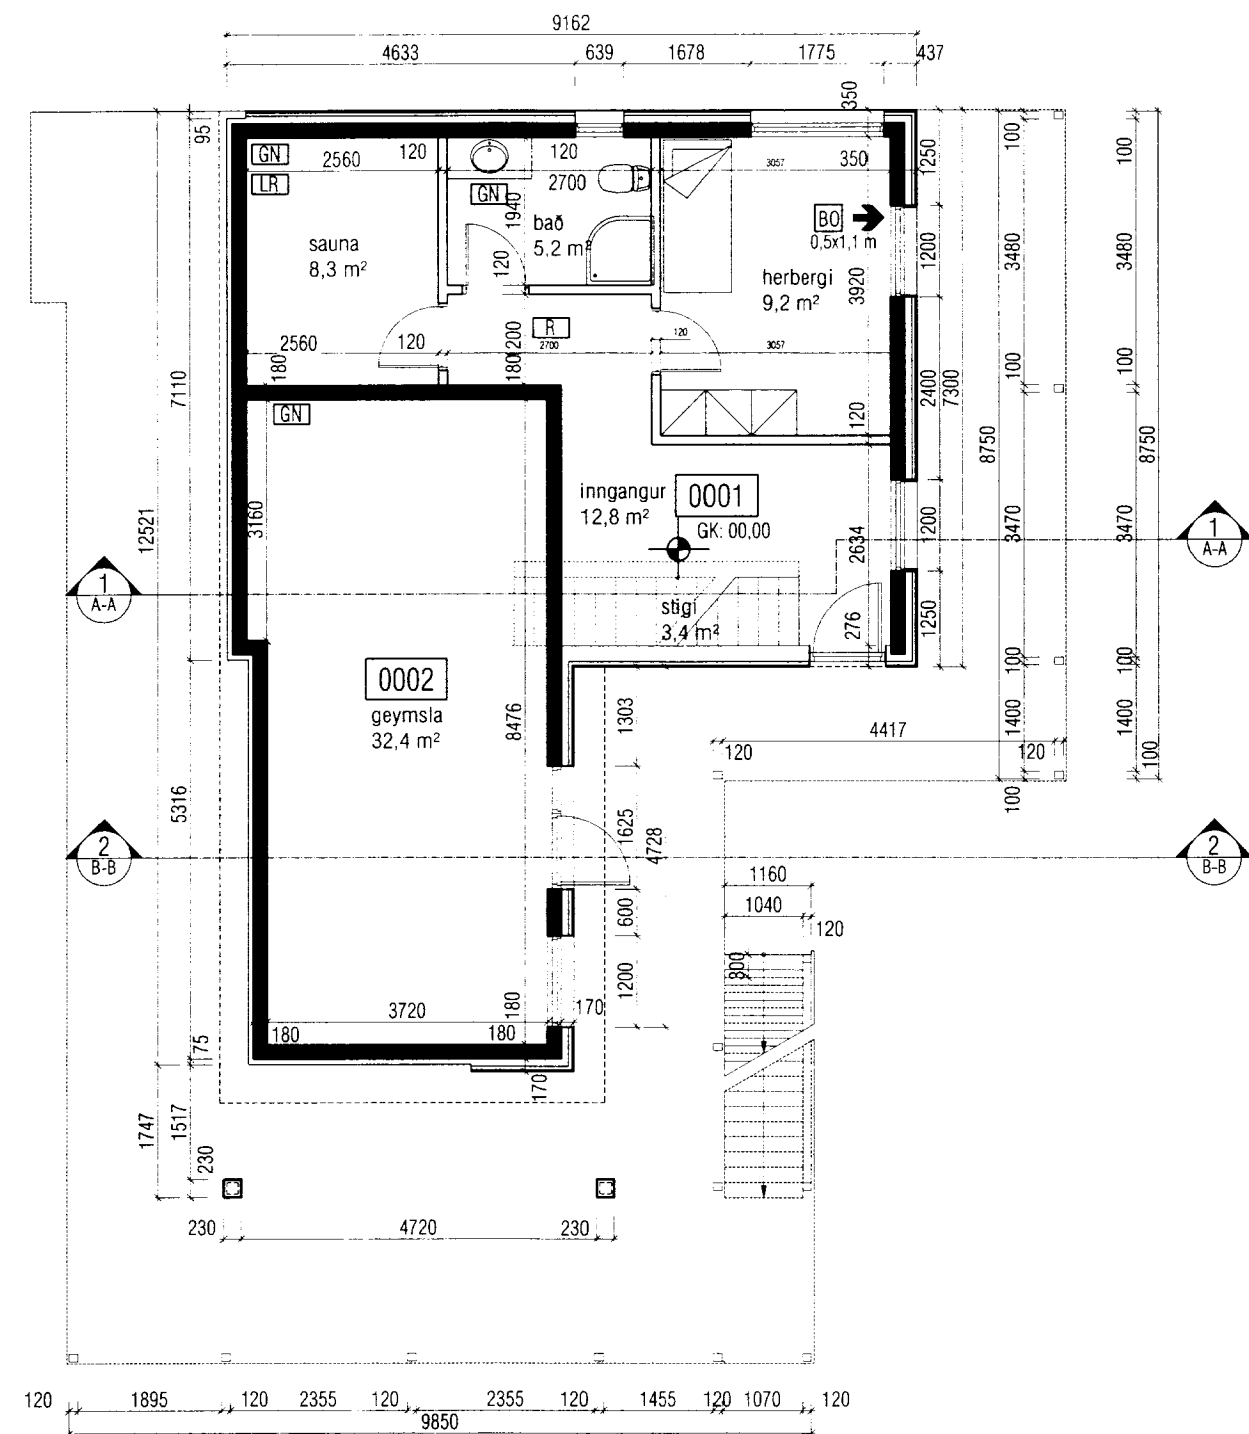 9162
4633 639 1678 1775 437
350
95
GN
2560
120
120
3057
350
1250
100
100
LR
GN
2700
1940
bað
5,2 m²
BO
0,5x1,1 m
sauna
8,3 m²
herbergi
9,2 m²
3920
1200
3480
3480
120
R
2560
120
2700
120
3057
180
180
1200
7110
GN
120
2400
7300
100
100
8750
8750
12521
3160
inngangur
12,8 m²
0001
GK: 00,00
2634
1200
3470
3470
1
A-A
1
A-A
stigi
3,4 m²
276
1250
0002
geymsla
32,4 m²
8476
1303
100
100
4417
120
120
1400
1400
100
100
5316
1625
4728
2
B-B
2
B-B
1160
1040
120
600
800
1200
3720
180
180
180
170
75
170
1747
1517
230
230 4720 230
120 1895 120 2355 120 2355 120 1455 120 1070 120
9850